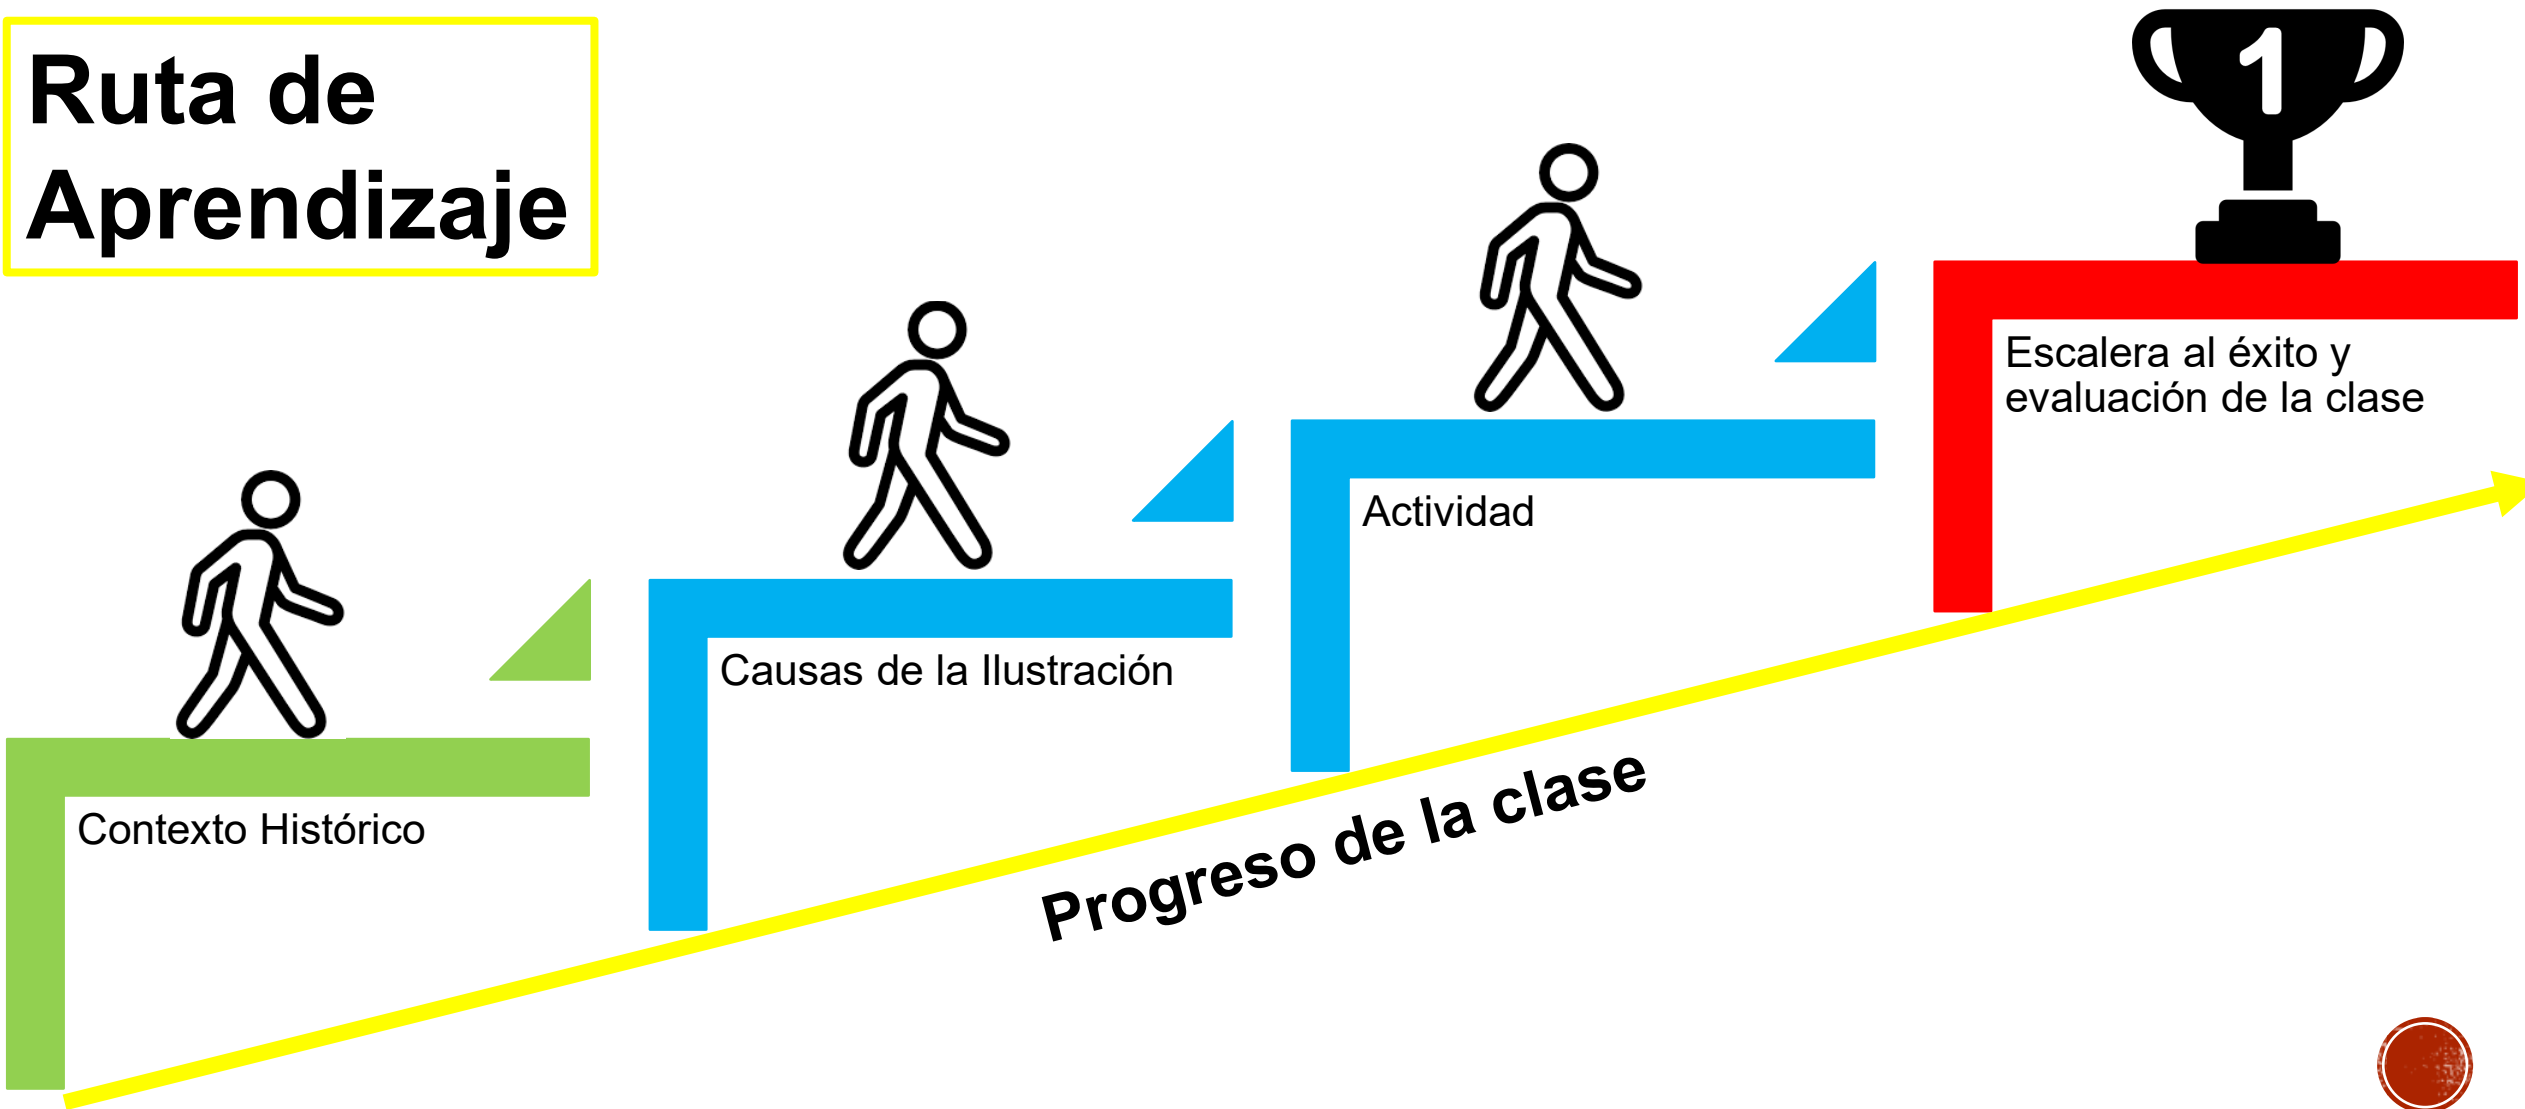 Ruta de
Aprendizaje
1
Escalera al éxito y
evaluación de la clase
Actividad
Causas de la Ilustración
Contexto Histórico
Progreso de la clase